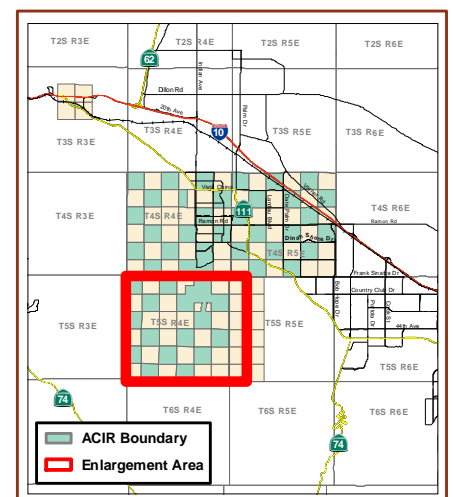 T2S R3E
T2S R4E
T2S R5E
T2S R6E
62
Indian Ave
Dillon Rd
20th Ave
Palm Dr
10
T3S R3E
T3S R4E
T3S R5E
T3S R6E
Varner Rd
Vista Chino
Landau Blvd
Date Palm Dr
T4S R3E
T4S R4E
111
Ramon Rd
T4S R6E
Ramon Rd
Dinah Shore Dr
T4S R5E
Frank Sinatra Dr
Country Club Dr
Bob Hope Dr
Portola Dr
Cook St
T5S R3E
T5S R4E
T5S R5E
44th Ave
T5S R6E
74
T6S R4E
T6S R5E
T6S R6E
74
ACIR Boundary
Enlargement Area